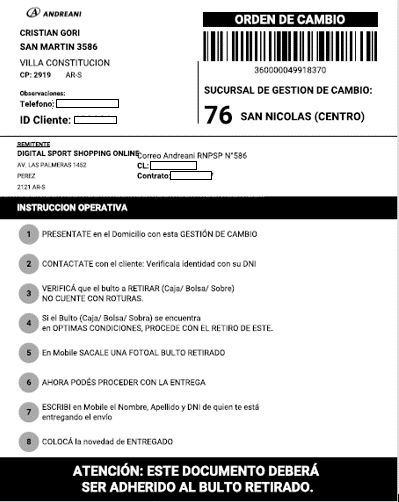 ANDREANI
CRISTIAN GORI
SAN MARTIN 3586
VILLA CONSTITUCION
CP: 2919 AR-S
Observaciones:
Telefono:
ID Cliente:
ORDEN DE CAMBIO
360000049918370
SUCURSAL DE GESTION DE CAMBIO:
76 SAN NICOLAS (CENTRO)
REMITENTE
DIGITAL SPORT SHOPPING ONLINE
AV. LAS PALMERAS 1452
PEREZ
2121 AR-S
Correo Andreani RNPSP N°586
CL:
Contrato:
INSTRUCCION OPERATIVA
1 PRESENTATE en el Domicilio con esta GESTIÓN DE CAMBIO
2 CONTACTATE con el cliente: Verificala identidad con su DNI
3 VERIFICÁ que el bulto a RETIRAR (Caja/ Bolsa/ Sobre)
NO CUENTE CON ROTURAS.
4 Si el Bulto (Caja/ Bolsa/ Sobra) se encuentra
en OPTIMAS CONDICIONES, PROCEDE CON EL RETIRO DE ESTE.
5 En Mobile SACALE UNA FOTOAL BULTO RETIRADO
6 AHORA PODÉS PROCEDER CON LA ENTREGA
7 ESCRIBI en Mobile el Nombre, Apellido y DNI de quien te está
entregando el envío
8 COLOCÁ la novedad de ENTREGADO
ATENCIÓN: ESTE DOCUMENTO DEBERÁ
SER ADHERIDO AL BULTO RETIRADO.